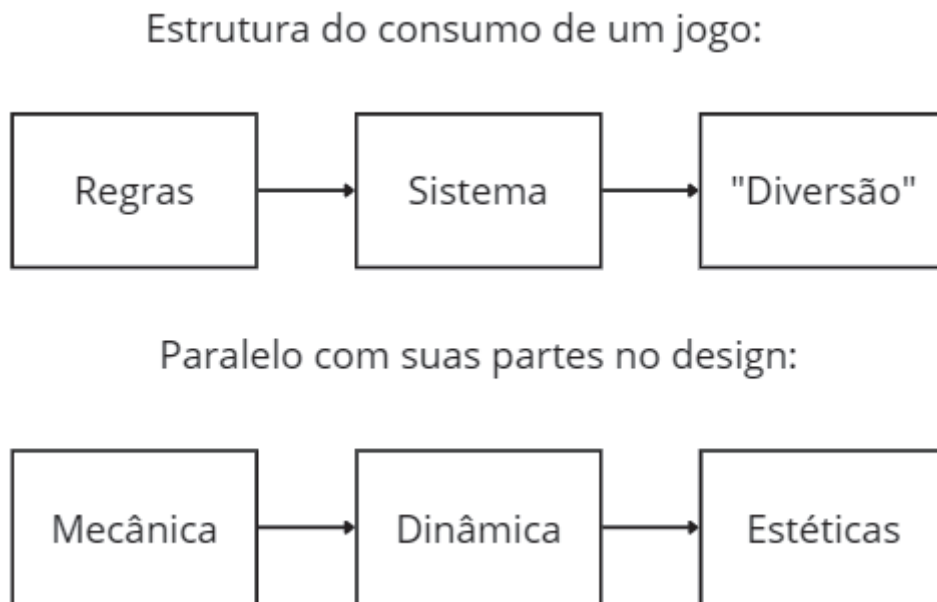 Estrutura do consumo de um jogo:
Regras
Sistema
"Diversão"
Paralelo com suas partes no design:
Mecânica
Dinâmica
Estéticas